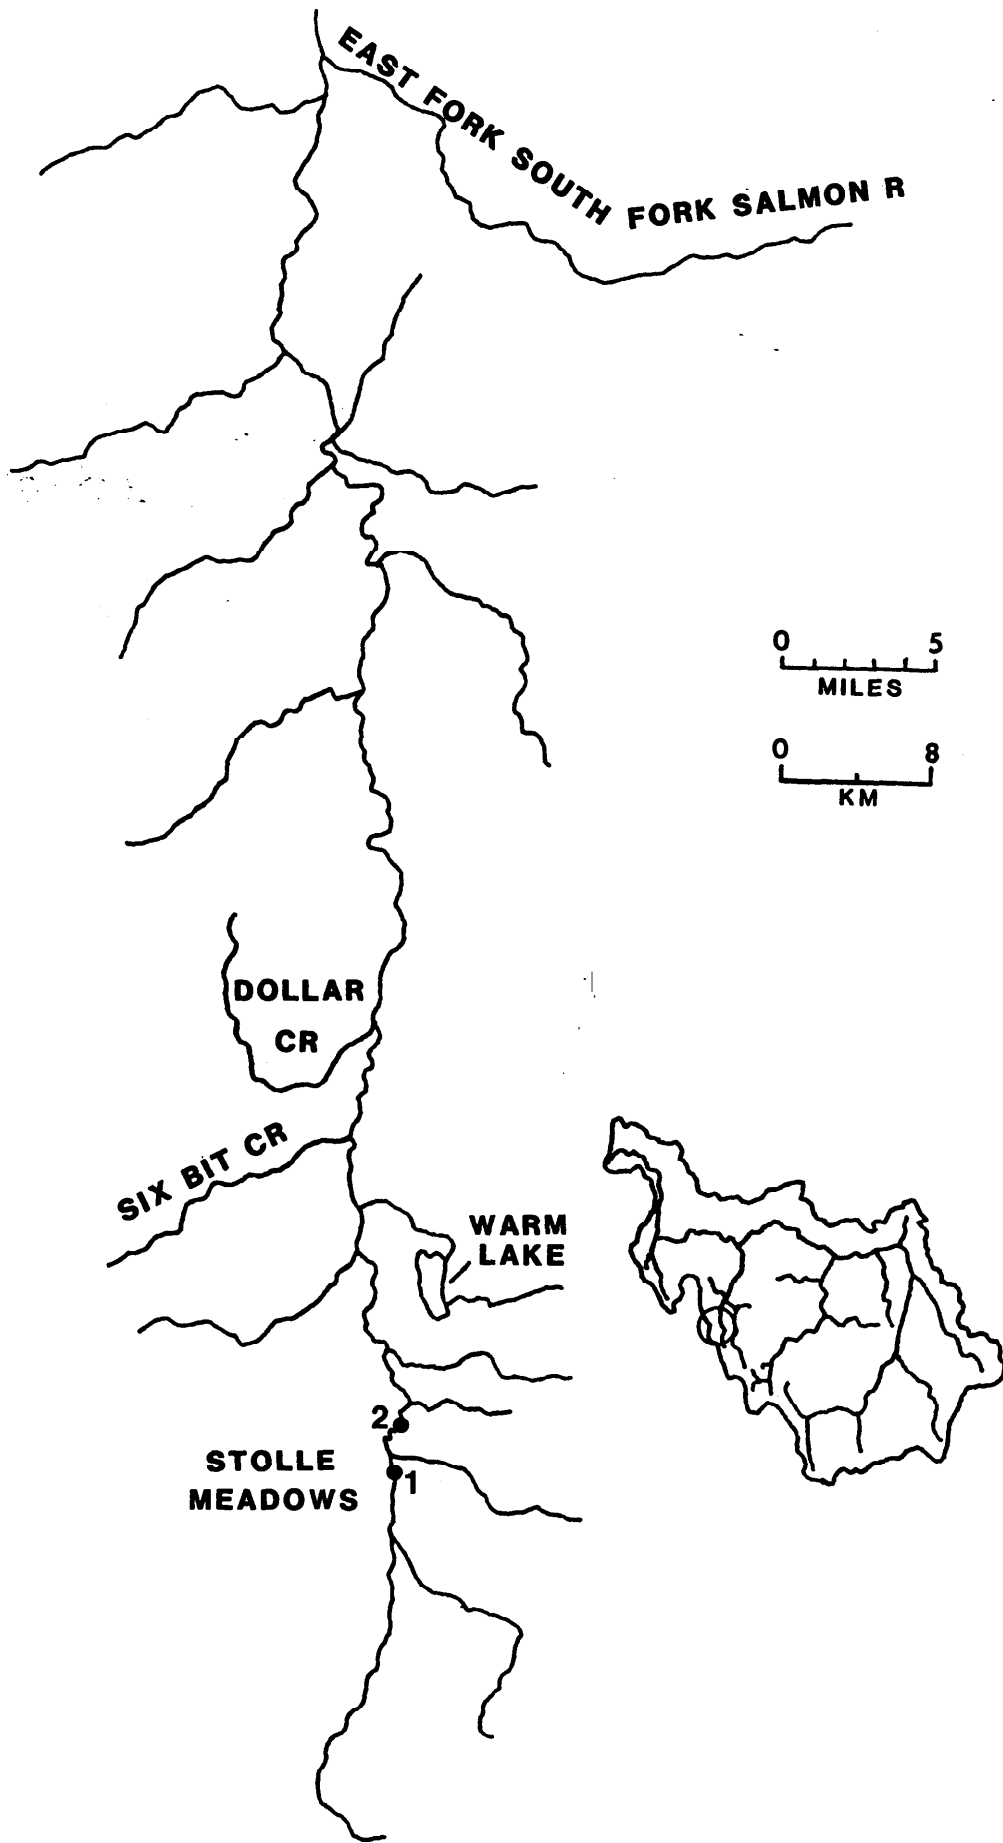 EAST FORK SOUTH FORK SALMON R
0 5
MILES
0 8
KM
DOLLAR
CR
SIX BIT CR
WARM
LAKE
2
STOLLE
MEADOWS
1